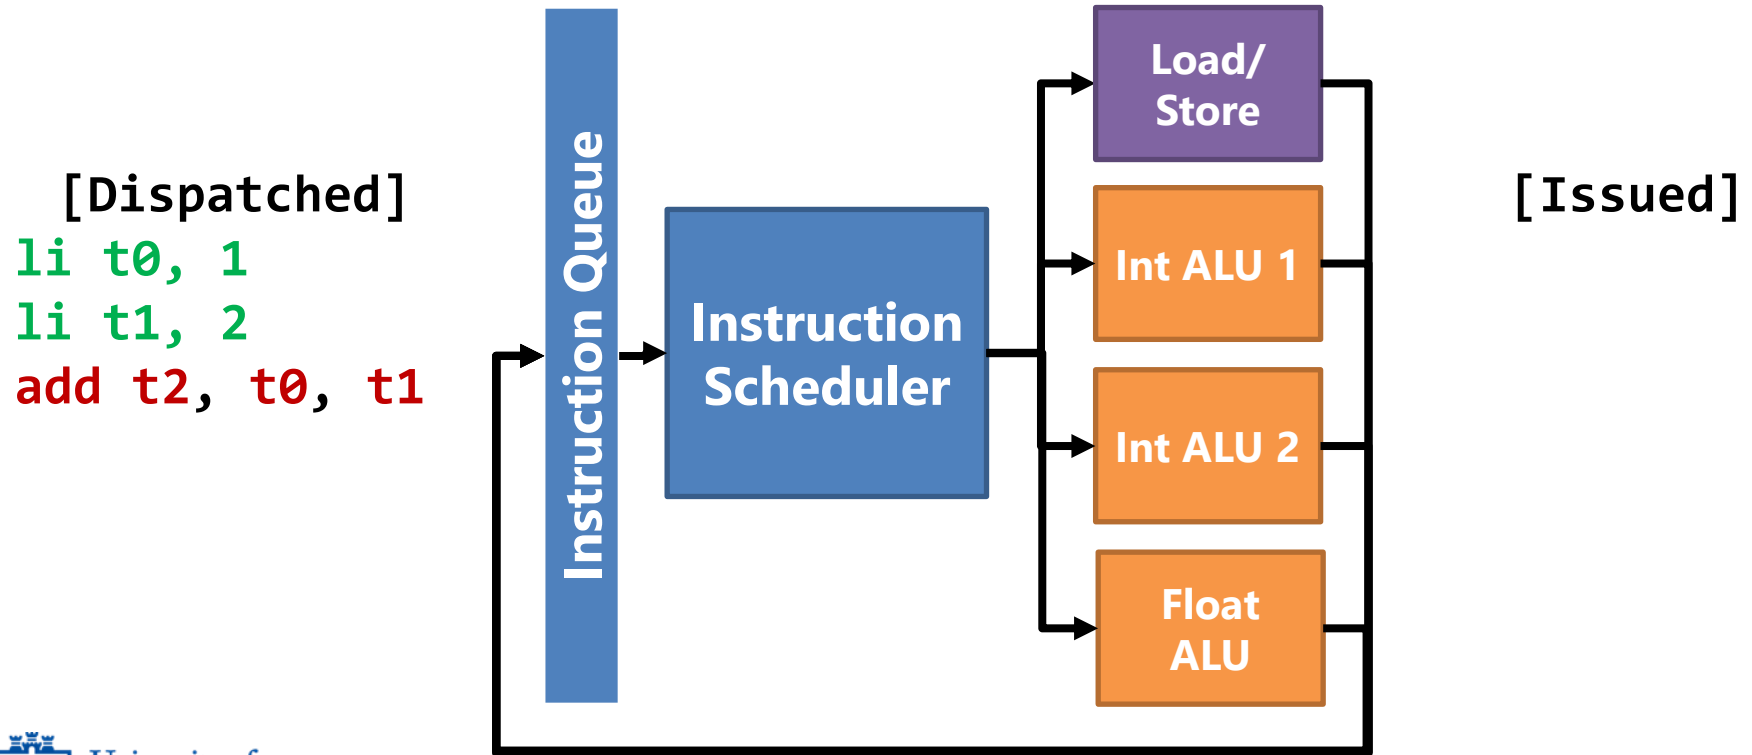 [Dispatched]
li t0, 1
li t1, 2
add t2, t0, t1
Instruction Queue
Instruction
Scheduler
Load/
Store
Int ALU 1
Int ALU 2
Float
ALU
[Issued]